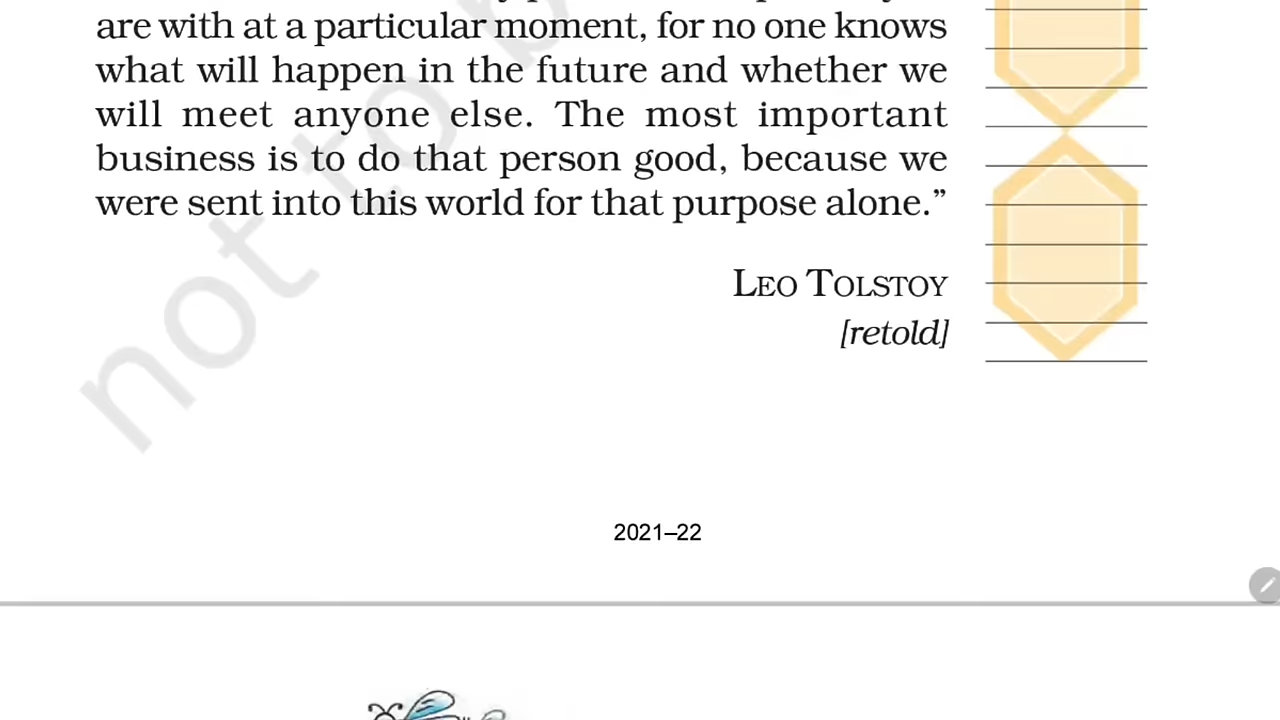 are with at a particular moment, for no one knows
what will happen in the future and whether we
will meet anyone else. The most important
business is to do that person good, because we
were sent into this world for that purpose alone.”
LEO TOLSTOY
[retold]
not to b
2021–22